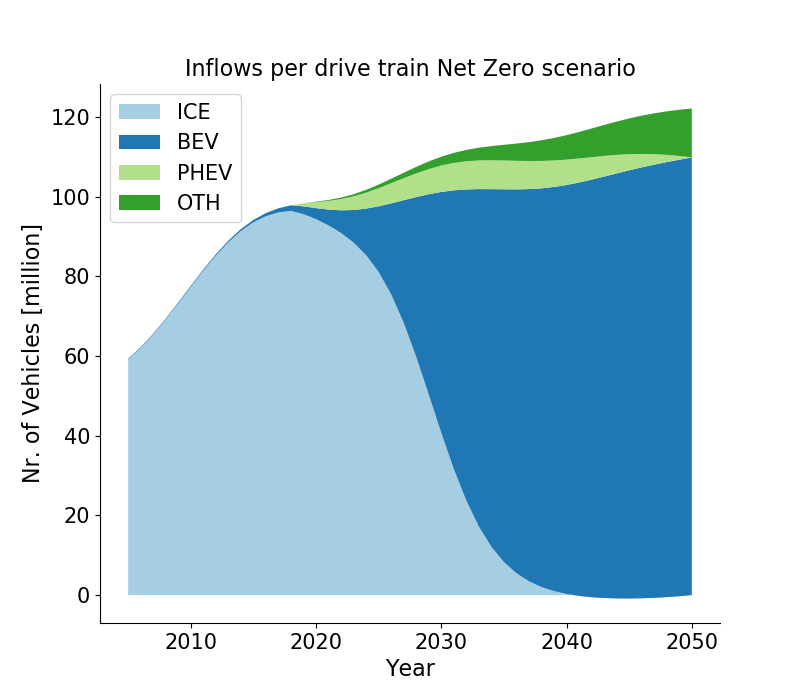 Inflows per drive train Net Zero scenario
ICE
BEV
PHEV
OTH
Nr. of Vehicles [million]
120
100
80
60
40
20
0
2010 2020 2030 2040 2050
Year